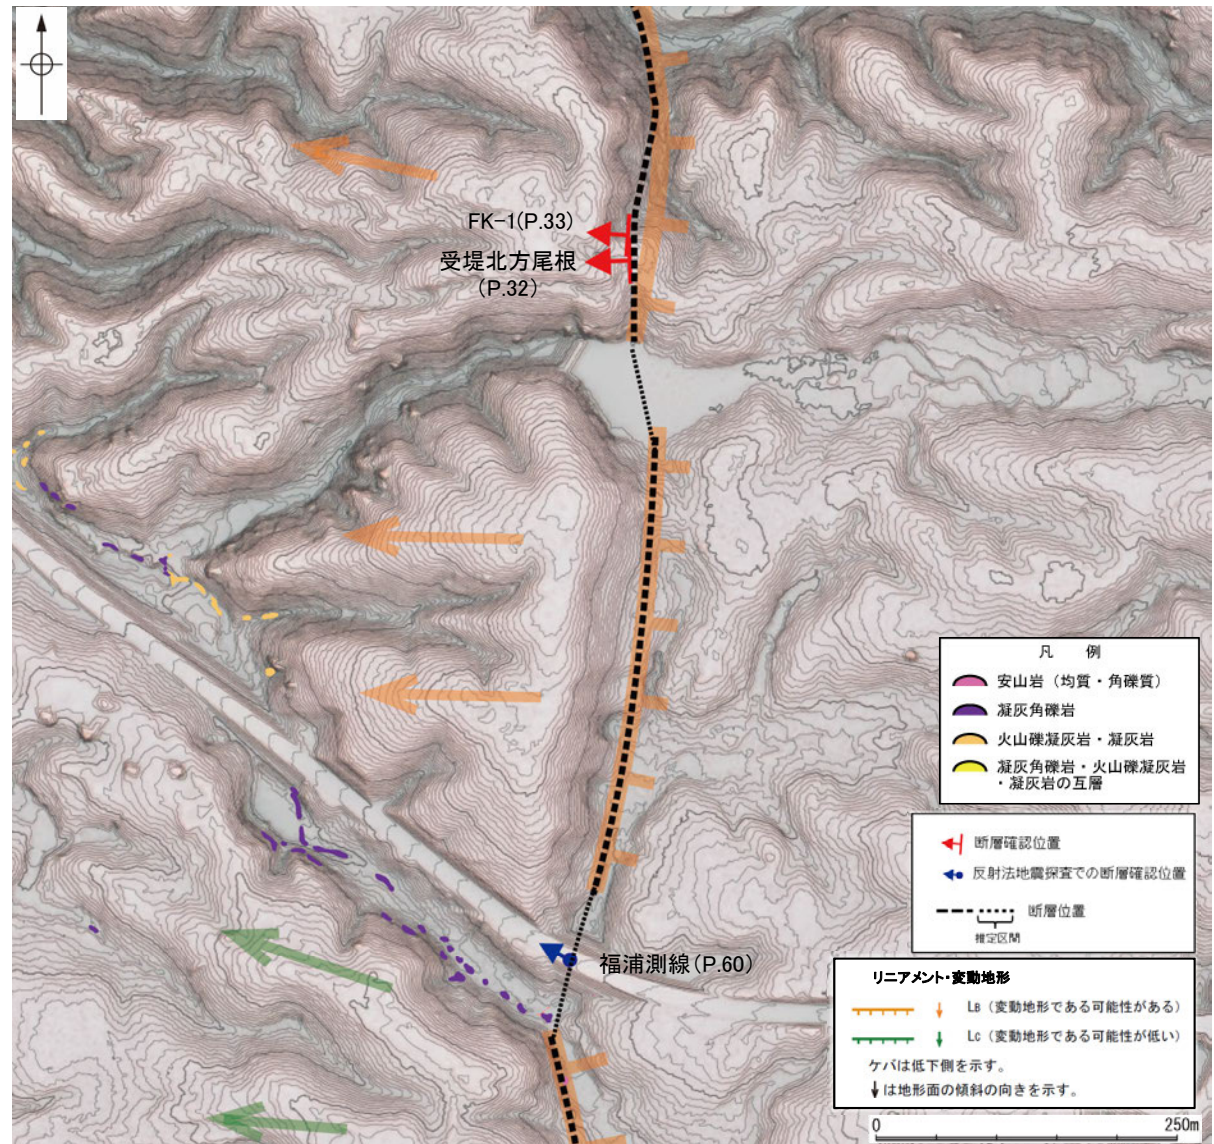 FK-1(P.33)
受堤北方尾根
(P.32)
福浦測線(P.60)
凡　例
安山岩（均質・角礫質）
凝灰角礫岩
火山礫凝灰岩・凝灰岩
凝灰角礫岩・火山礫凝灰岩
・凝灰岩の互層
断層確認位置
反射法地震探査での断層確認位置
断層位置
推定区間
リニアメント・変動地形
LB（変動地形である可能性がある）
LC（変動地形である可能性が低い）
ケバは低下側を示す。
↓は地形面の傾斜の向きを示す。
0 250m